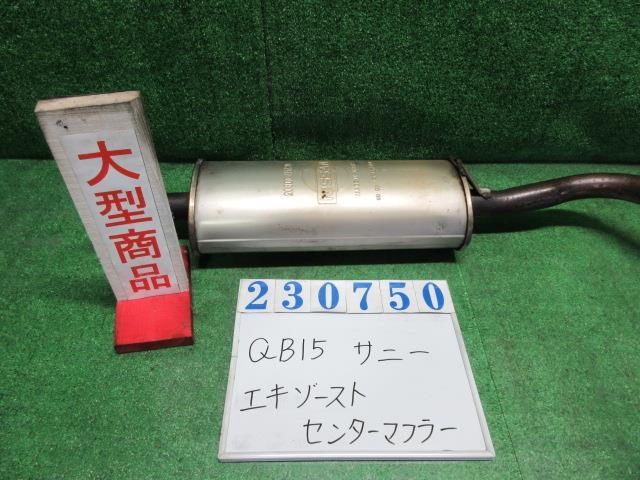 大型商品
NISSAN
230750
QB15 サニー
エキゾースト
センターマフラー